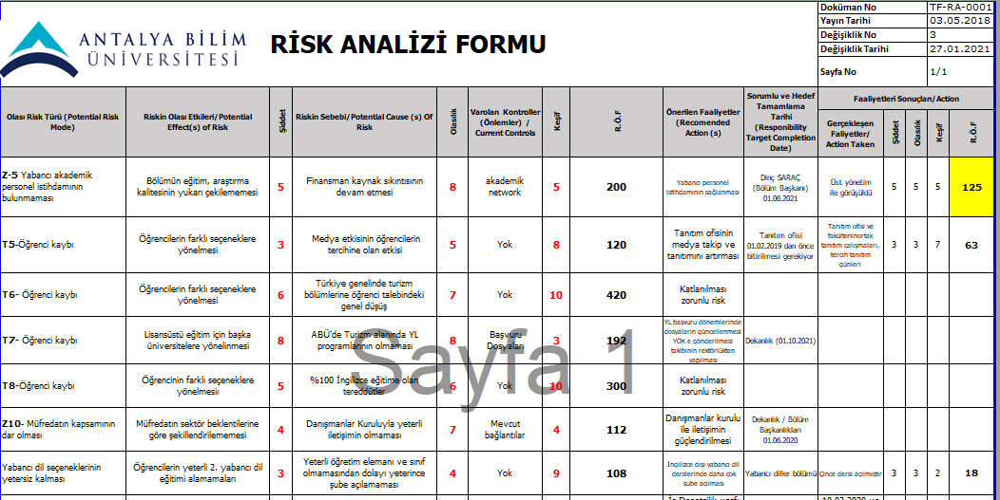 Doküman No TF-RA-0001
Yayın Tarihi 03.05.2018
Değişiklik No 3
Değişiklik Tarihi 27.01.2021
Sayfa No 1/1
ANTALYA BİLİM
ÜNİVERSİTESİ
RİSK ANALİZİ FORMU
Olası Risk Türü (Potential Risk
Mode)
Riskin Olası Etkileri/Potential
Effect(s) of Risk
Şiddet
Riskin Sebebi/Potential Cause (s) Of
Risk
Olasılık
Varolan Kontroller
(Önlemler) /
Current Controls
Keşif
R.Ö.F
Önerilen Faaliyetler
(Recomended
Action (s)
Sorumlu ve Hedef
Tamamlama
Tarihi
(Responibility
Target Completion
Date)
Faaliyetleri Sonuçları/Action
Gerçekleşen
Faliyetler/
Action Taken
Şiddet
Olasılık
Keşif
R.Ö.F
Z-5 Yabancı akademik
personel istihdamının
bulunmaması
Bölümün eğitim, araştırma
kalitesinin yukarı çekilememesi
5
Finansman kaynak sıkıntısının
devam etmesi
8
akademik
network
5
200
Yabancı personel
istihdamının sağlanması
Dinç SARAÇ
(Bölüm Başkanı)
01.06.2021
Üst yönetim
ile görüşüldü
5
5
5
125
T5-Öğrenci kaybı
Öğrencilerin farklı seçeneklere
yönelmesi
3
Medya etkisinin öğrencilerin
tercihine olan etkisi
5
Yok
8
120
Tanıtım ofisinin
medya takip ve
tanıtımını artırması
Tanıtım ofisi
01.02.2019 dan önce
bitirilmesi gerekiyor
Tanıtım ofisi ve
fakülteninortak
tanıtım çalışmaları,
tercih tanıtım
günleri
3
3
7
63
T6- Öğrenci kaybı
Öğrencilerin farklı seçeneklere
yönelmesi
6
Türkiye genelinde turizm
bölümlerine öğrenci talebindeki
genel düşüş
7
Yok
10
420
Katlanılması
zorunlu risk
T7- Öğrenci kaybı
Lisansüstü eğitim için başka
üniversitelere yönelinmesi
8
ABÜ'de Turizm alanında YL
programlarının olmaması
8
Başvuru
Dosyaları
3
192
YL başvuru dönemlerinde
dosyaların güncellenmesi
YÖK e gönderilmesi
takibinin rektörlükten
yapılması
Dekanlık (01.10.2021)
T8-Öğrenci kaybı
Öğrencinin farklı seçeneklere
yönelmesii
5
%100 İngilizce eğitime olan
tereddütler
6
Yok
10
300
Katlanılması
zorunlu risk
Z10- Müfredatın kapsamının
dar olması
Müfredatın sektör beklentilerine
göre şekillendirilememesi
4
Danışmanlar Kuruluyla yeterli
iletişimin olmaması
7
Mevcut
bağlantılar
4
112
Danışmanlar kurulu
ile iletişimin
güçlendirilmesi
Dekanlık / Bölüm
Başkanlıkları
01.06.2020
Yabancı dil seçeneklerinin
yetersiz kalması
Öğrencilerin yeterli 2. yabancı dil
eğitimi alamamaları
3
Yeterli öğretim elemanı ve sınıf
olmamasından dolayı yeterince
şube açılamaması
4
Yok
9
108
İngilizce dışı yabancı dil
derslerinde daha çok
şube açılması
Yabancı diller bölümü
Çince dersi açılmıştır
3
3
2
18
Sayfa 1